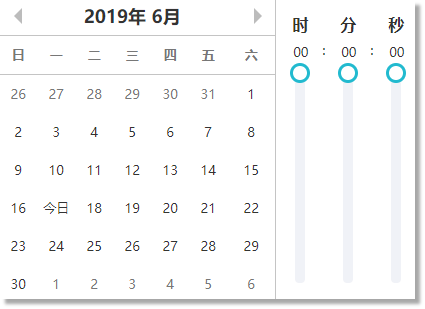 2019年 6月
日 一 二 三 四 五 六
26 27 28 29 30 31 1
2 3 4 5 6 7 8
9 10 11 12 13 14 15
16 今日 18 19 20 21 22
23 24 25 26 27 28 29
30 1 2 3 4 5 6
时 分 秒
00 : 00 : 00